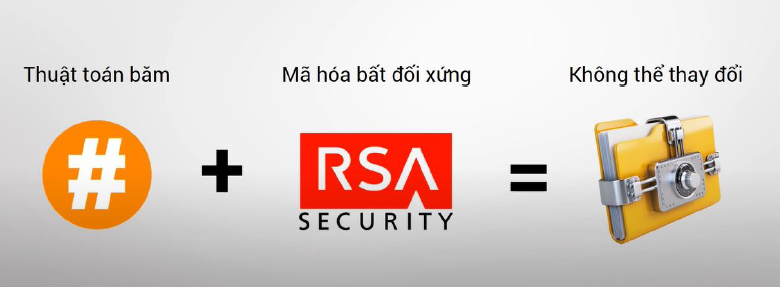 Thuật toán băm
Mã hóa bất đối xứng
Không thể thay đổi
#
+
RSA
SECURITY
=